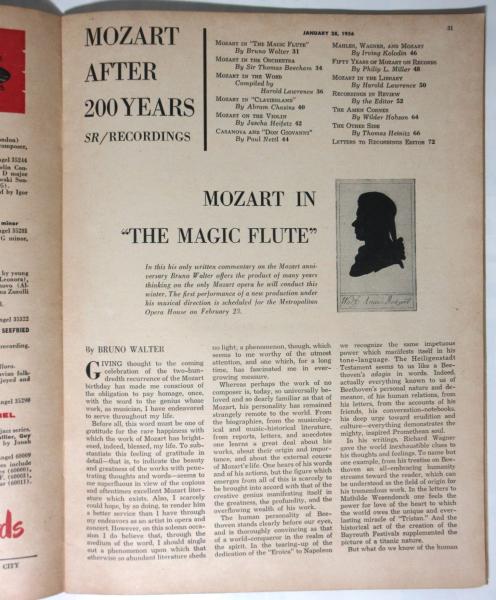 JANUARY 28, 1956
31
MOZART
AFTER
200 YEARS
SR/RECORDINGS
MOZART IN "THE MAGIC FLUTE"
By Bruno Walter 31
MOZART IN THE ORCHESTRA
By Sir Thomas Beecham 34
MOZART IN THE WORD
Compiled by
Harold Lawrence 36
MOZART IN "CLAVIERLAND"
By Abram Chasins 40
MOZART ON THE VIOLIN
By Jascha Heifetz 42
CASANOVA AND "DON GIOVANNI"
By Paul Nettl 44
MAHLER, WAGNER, AND MOZART
By Irving Kolodin 46
FIFTY YEARS OF MOZART ON RECORDS
By Philip L. Miller 48
MOZART IN THE LIBRARY
By Harold Lawrence 50
RECORDINGS IN REVIEW
By the Editor 52
THE AMEN CORNER
By Wilder Hobson 64
THE OTHER SIDE
By Thomas Heinitz 66
LETTERS TO RECORDINGS EDITOR 72
MOZART IN
"THE MAGIC FLUTE"
In this his only written commentary on the Mozart anni-
versary Bruno Walter offers the product of many years
thinking on the only Mozart opera he will conduct this
winter. The first performance of a new production under
his musical direction is scheduled for the Metropolitan
Opera House on February 23.
By BRUNO WALTER
GIVING thought to the coming
celebration of the two-hun-
dredth recurrence of the Mozart
birthday has made me conscious of
the obligation to pay homage, once,
with the word to the genius whose
work, as musician, I have endeavored
to serve throughout my life.
Before all, this word must be one of
gratitude for the rare happiness with
which the work of Mozart has bright-
ened, indeed, blessed, my life. To sub-
stantiate this feeling of gratitude in
detail—that is, to indicate the beauty
and greatness of the works with pene-
trating thoughts and words—seems to
me superfluous in view of the copious
and oftentimes excellent Mozart liter-
ature which exists. Also, I scarcely
could hope, by so doing, to render him
a better service than I have through
my endeavors as an artist in opera and
concert. However, on this solemn occa-
sion I do believe that, through the
medium of the word, I should single
out a phenomenon upon which that
otherwise so abundant literature sheds
no light, a phenomenon, though, which
seems to me worthy of the utmost
attention, and one which, for a long
time, has fascinated me in ever-
growing measure.
Whereas perhaps the work of no
composer is, today, so universally be-
loved and so dearly familiar as that of
Mozart, his personality has remained
strangely remote to the world. From
the biographies, from the musicolog-
ical and music-historical literature,
from reports, letters, and anecdotes
one learns a great deal about his
works, about their origin and impor-
tance, and about the external course
of Mozart's life. One hears of his words
and of his actions, but the figure which
emerges from all of this is scarcely to
be brought into accord with that of the
creative genius manifesting itself in
the greatness, the profundity, and the
overflowing wealth of his work.
The human personality of Bee-
thoven stands clearly before our eyes,
and is thoroughly convincing as that
of a world-conqueror in the realm of
the spirit. In the tearing-up of the
dedication of the "Eroica" to Napoleon
we recognize the same impetuous
power which manifests itself in his
tone-language. The Heiligenstadt
Testament seems to us like a Bee-
thoven's adagio in words. Indeed,
actually everything known to us of
Beethoven's personal nature and de-
meanor, of his human relations, from
his letters, from the accounts of his
friends, his conversation-notebooks,
his deep urge toward erudition and
culture—everything demonstrates the
mighty, inspired Promethean soul.
In his writings, Richard Wagner
gave the world inexhaustible clues to
his thoughts and feelings. To name but
one example, from his treatise on Bee-
thoven an all-embracing humanity
streams toward the reader, which can
be understood as the field of origin for
his tremendous work. In the letters to
Mathilde Wesendonck one feels the
power for love of the heart to which
the world owes the unique and ever-
lasting miracle of "Tristan." And the
historical act of the creation of the
Bayreuth Festivals supplemented the
picture of a titanic nature.
But what do we know of the human
composer,
D major
G minor,
by young
SEEFRIED
CITY